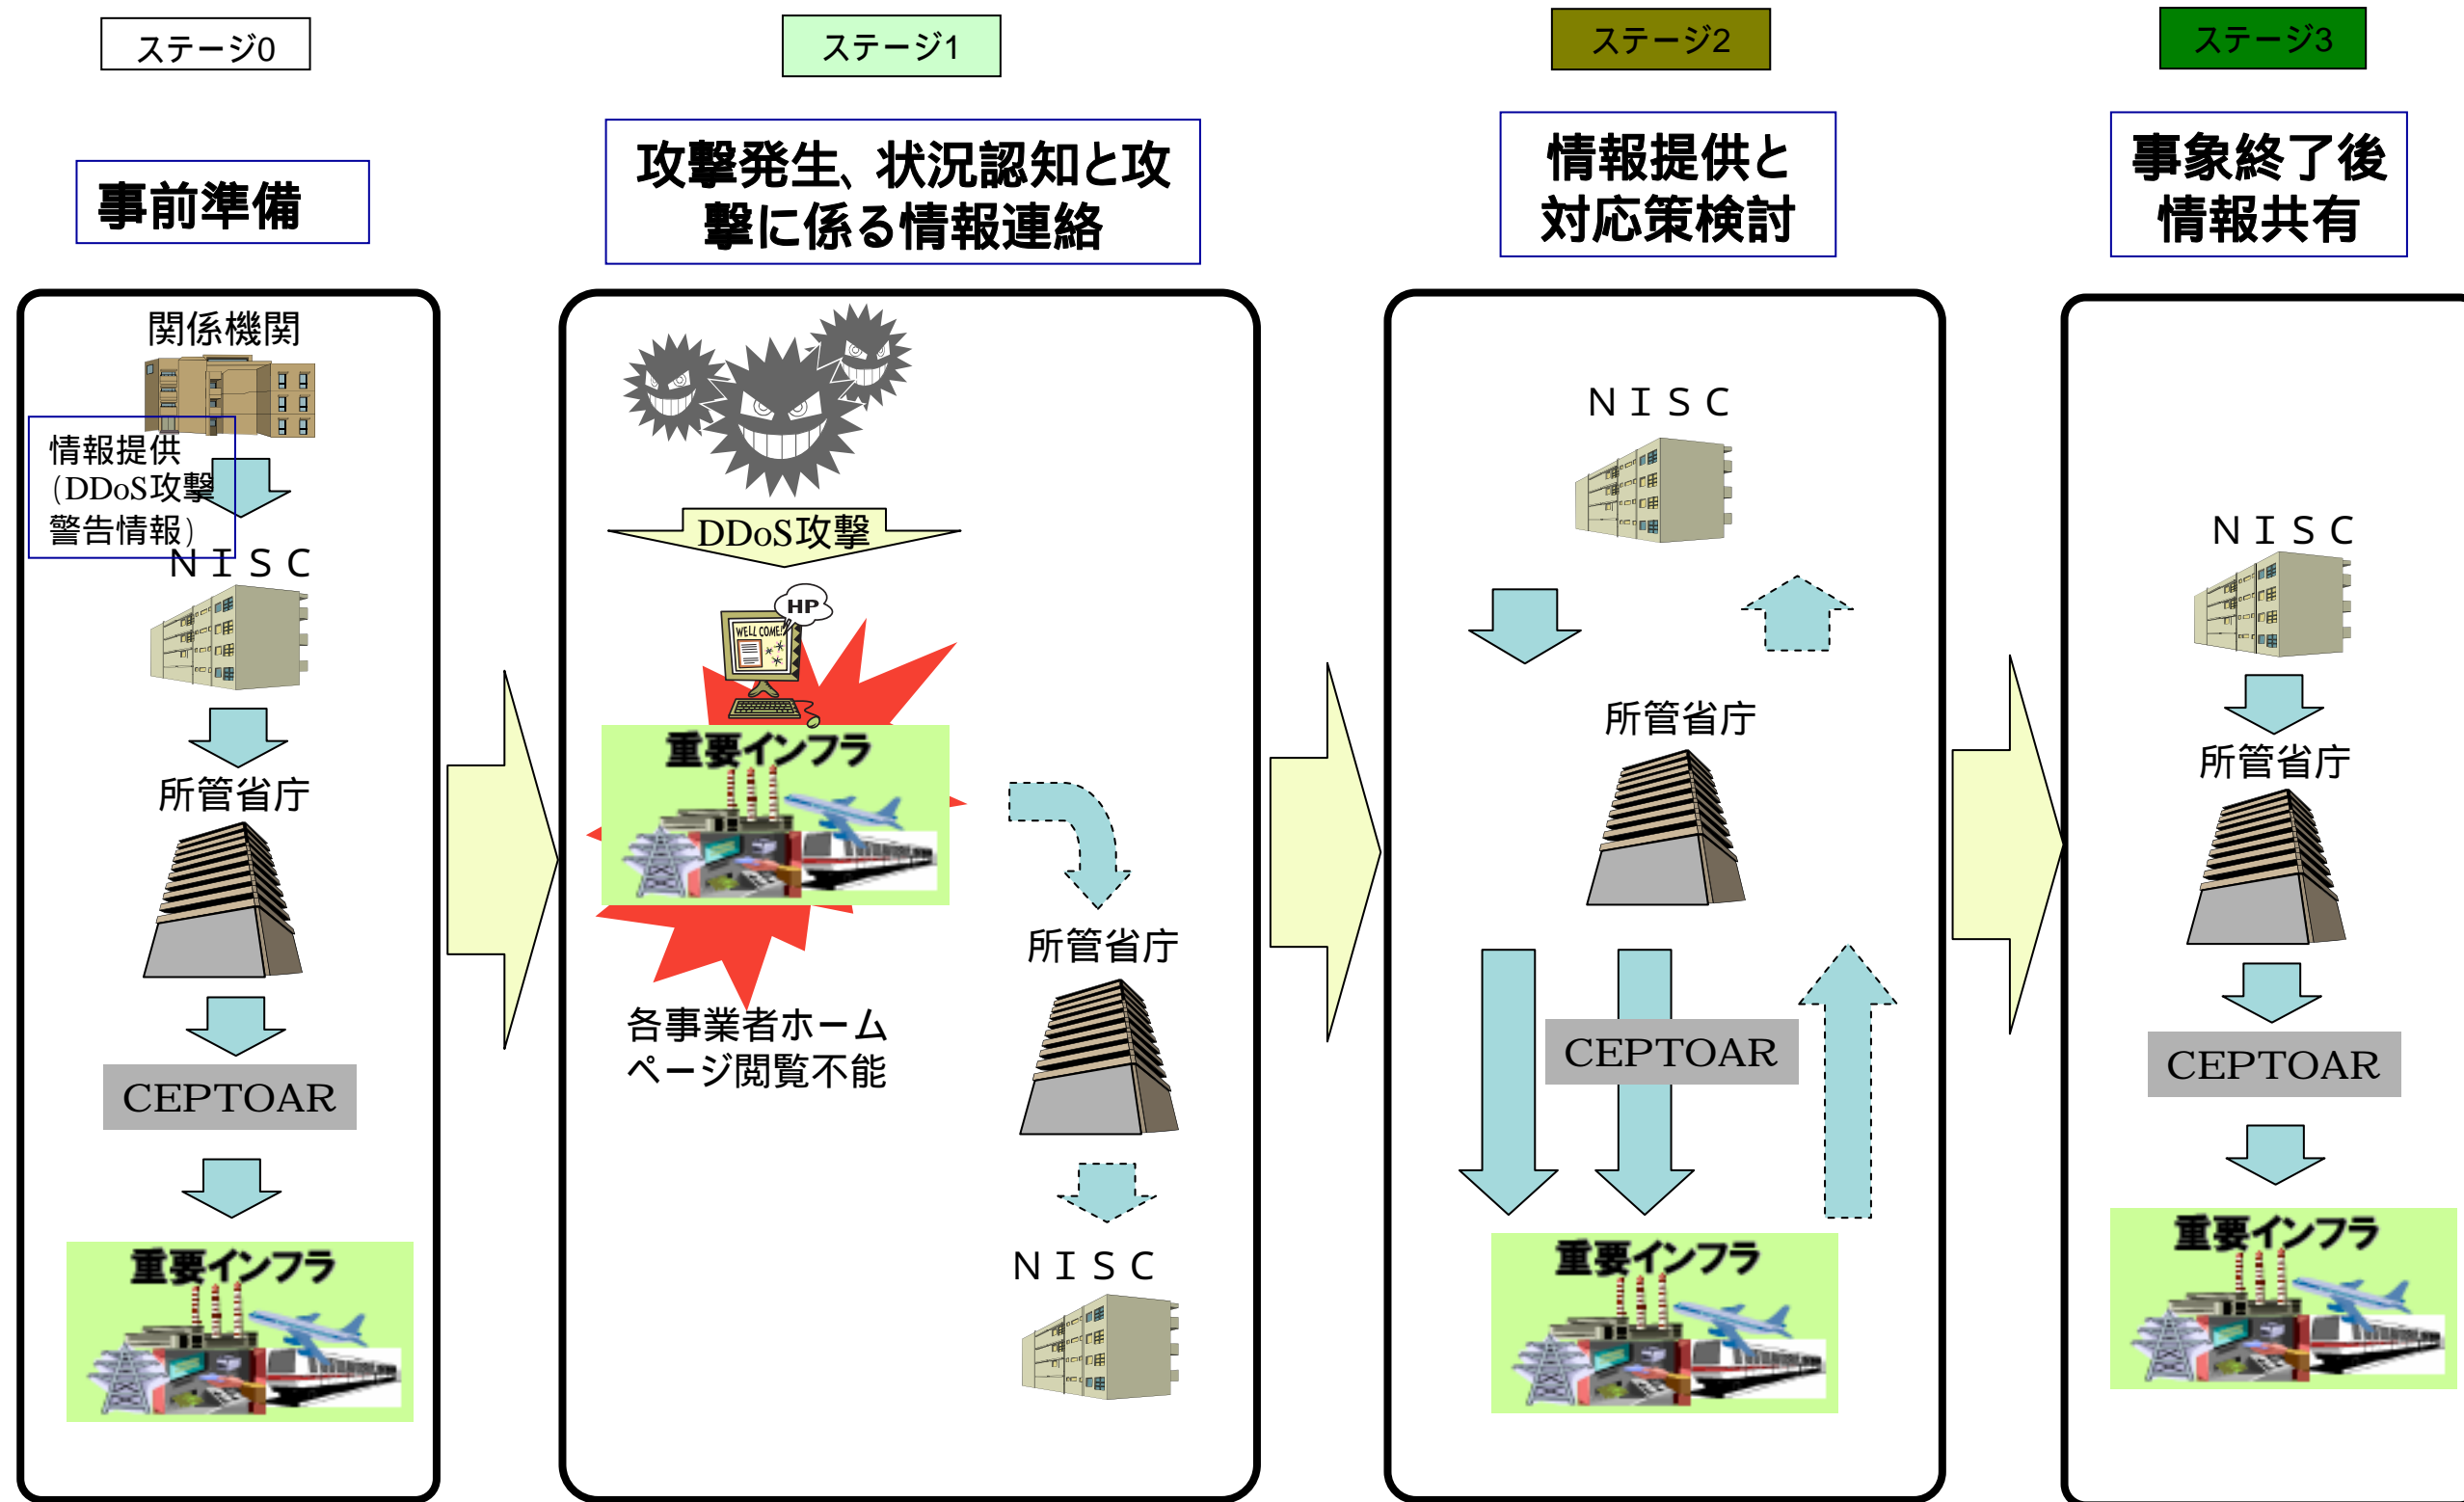 ステージ0
事前準備
関係機関
情報提供
(DDoS攻撃
警告情報)
ＮＩＳＣ
所管省庁
CEPTOAR
重要インフラ
ステージ1
攻撃発生、状況認知と攻
撃に係る情報連絡
DDoS攻撃
HP
WELL COME!
重要インフラ
各事業者ホーム
ページ閲覧不能
所管省庁
ＮＩＳＣ
ステージ2
情報提供と
対応策検討
ＮＩＳＣ
所管省庁
CEPTOAR
重要インフラ
ステージ3
事象終了後
情報共有
ＮＩＳＣ
所管省庁
CEPTOAR
重要インフラ